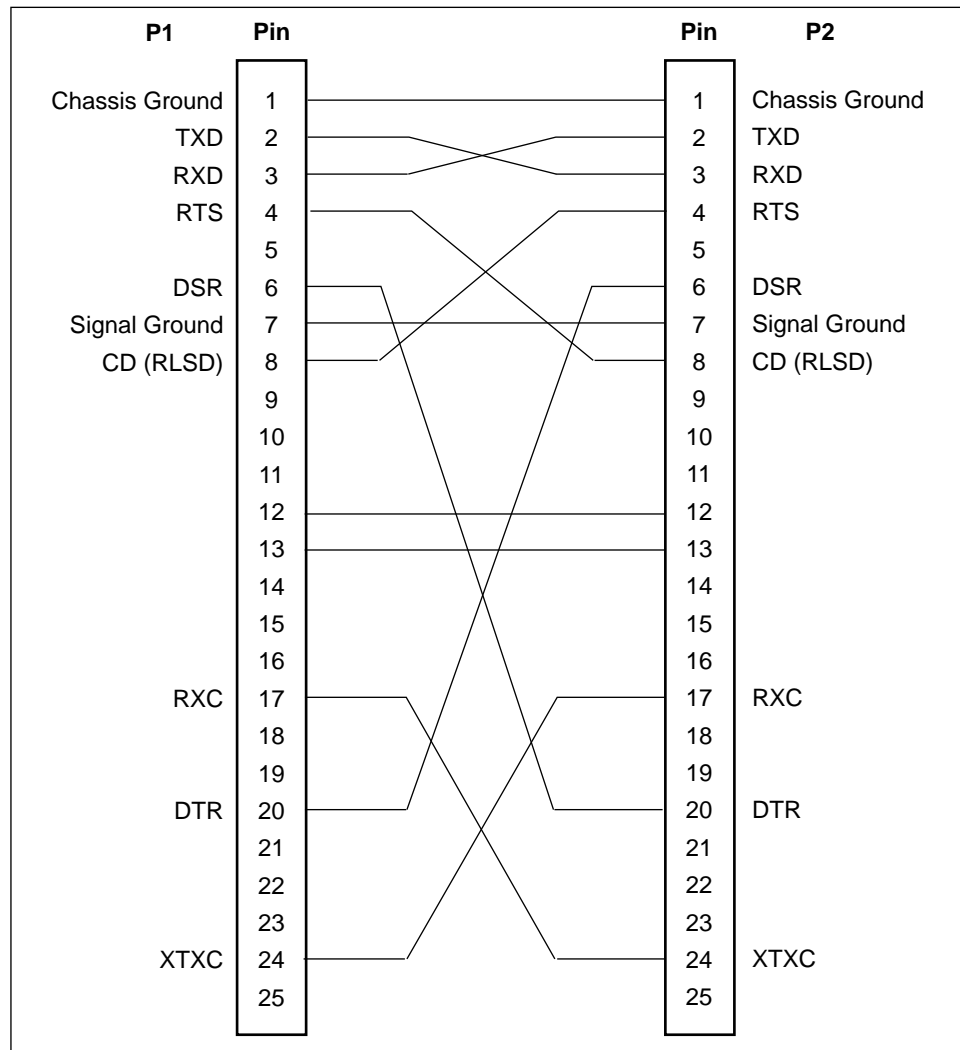 P1 Pin Pin P2
Chassis Ground 1 1 Chassis Ground
TXD 2 2 TXD
RXD 3 3 RXD
RTS 4 4 RTS
5 5
DSR 6 6 DSR
Signal Ground 7 7 Signal Ground
CD (RLSD) 8 8 CD (RLSD)
9 9
10 10
11 11
12 12
13 13
14 14
15 15
16 16
RXC 17 17 RXC
18 18
19 19
DTR 20 20 DTR
21 21
22 22
23 23
XTXC 24 24 XTXC
25 25